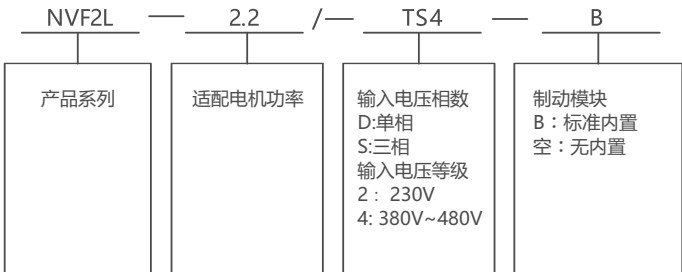 NVF2L — 2.2 /— TS4 — B
产品系列
适配电机功率
输入电压相数
D:单相
S:三相
输入电压等级
2：230V
4: 380V~480V
制动模块
B：标准内置
空：无内置